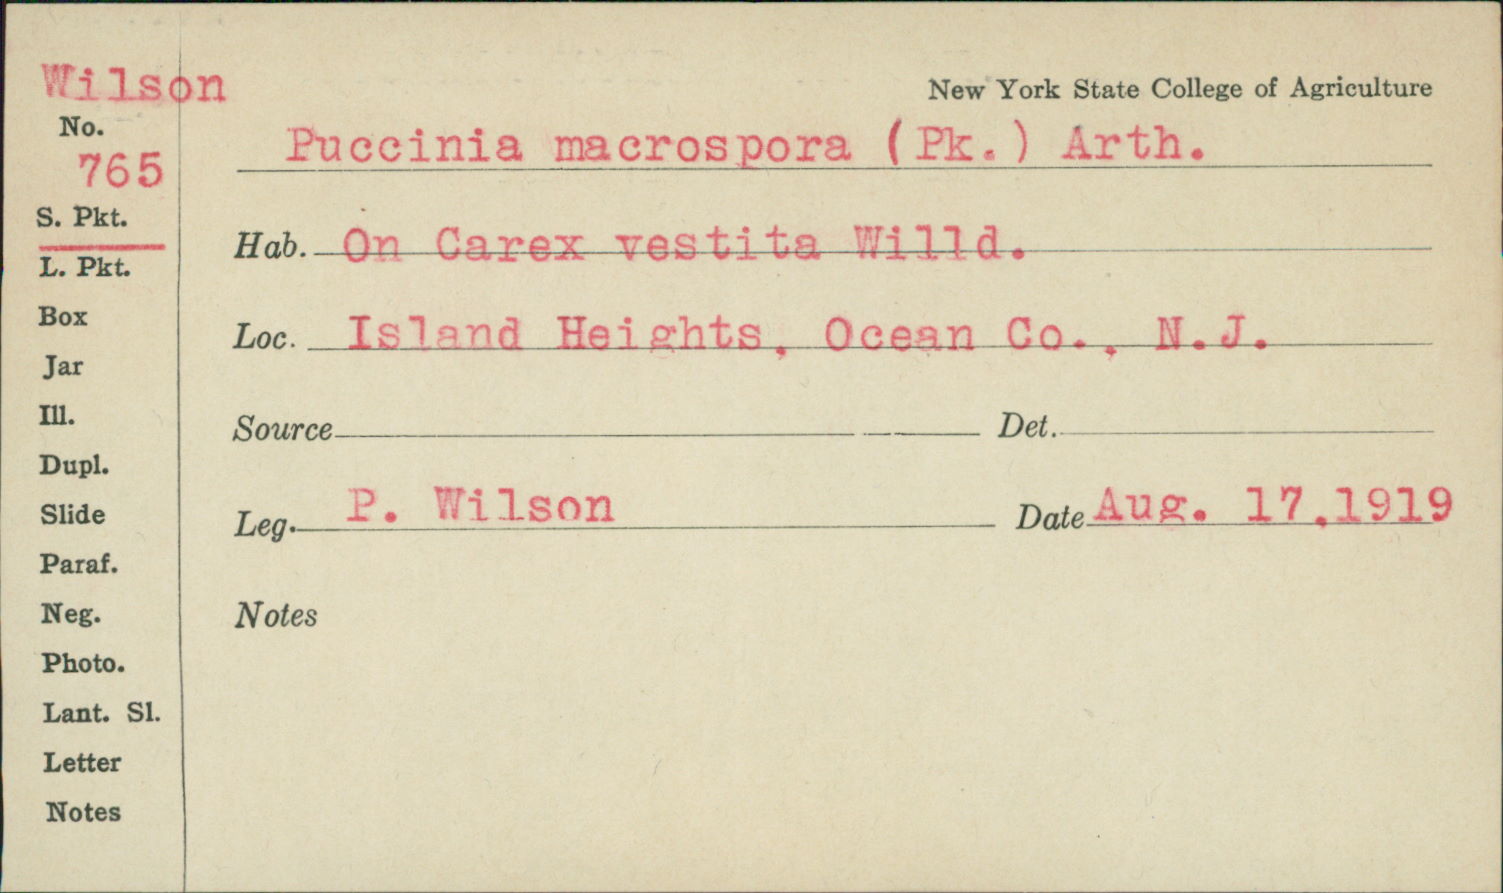 Wilson
New York State College of Agriculture
No.
765
Puccinia macrospora (Pk.) Arth.
S. Pkt.
Hab. On Carex vestita Willd.
L. Pkt.
Box
Loc. Island Heights, Ocean Co., N.J.
Jar
Ill.
Source Det.
Dupl.
Slide
Leg. P. Wilson Date Aug. 17,1919
Paraf.
Neg.
Notes
Photo.
Lant. Sl.
Letter
Notes